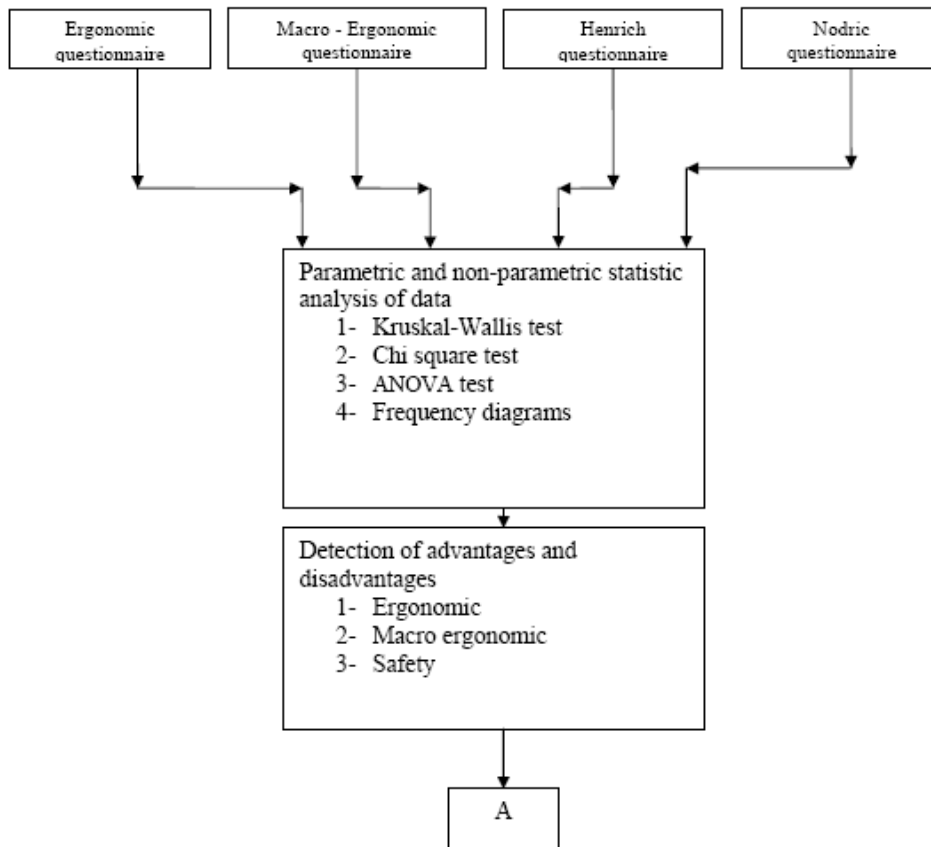 Ergonomic
questionnaire
Macro - Ergonomic
questionnaire
Henrich
questionnaire
Nodric
questionnaire
Parametric and non-parametric statistic
analysis of data
1- Kruskal-Wallis test
2- Chi square test
3- ANOVA test
4- Frequency diagrams
Detection of advantages and
disadvantages
1- Ergonomic
2- Macro ergonomic
3- Safety
A